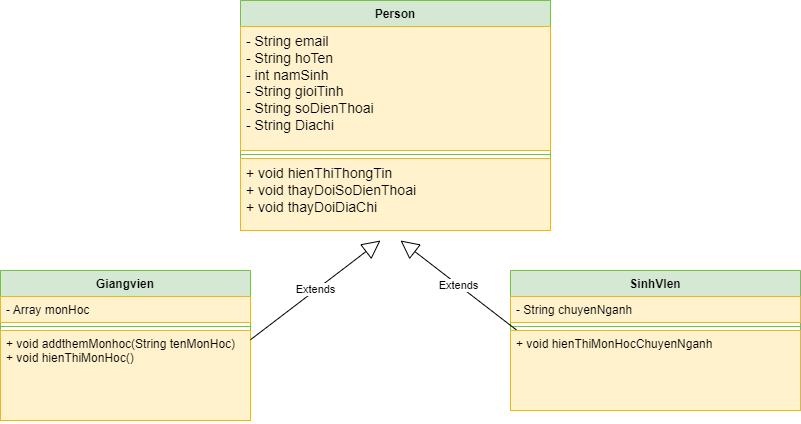 Person
- String email
- String hoTen
- int namSinh
- String gioiTinh
- String soDienThoai
- String Diachi
+ void hienThiThongTin
+ void thayDoiSoDienThoai
+ void thayDoiDiaChi
Extends
Extends
Giangvien
- Array monHoc
+ void addthemMonhoc(String tenMonHoc)
+ void hienThiMonHoc()
SinhVIen
- String chuyenNganh
+ void hienThiMonHocChuyenNganh